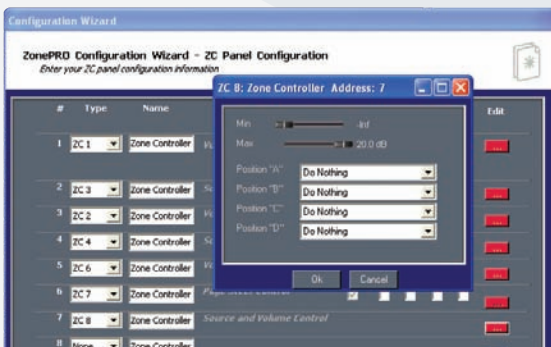 Configuration Wizard
ZonePRO Configuration Wizard - ZC Panel Configuration
Enter your ZC panel configuration information
ZC 8: Zone Controller Address: 7
# Type Name Edit
Min -Inf
Max 20.0 dB
1 ZC 1 Zone Controller
Position "A" Do Nothing
2 ZC 3 Zone Controller
Position "B" Do Nothing
3 ZC 2 Zone Controller
Position "C" Do Nothing
4 ZC 4 Zone Controller
Position "D" Do Nothing
5 ZC 6 Zone Controller
Ok Cancel
6 ZC 7 Zone Controller Page Steer Control
7 ZC 8 Zone Controller Source and Volume Control
8 None Zone Controller